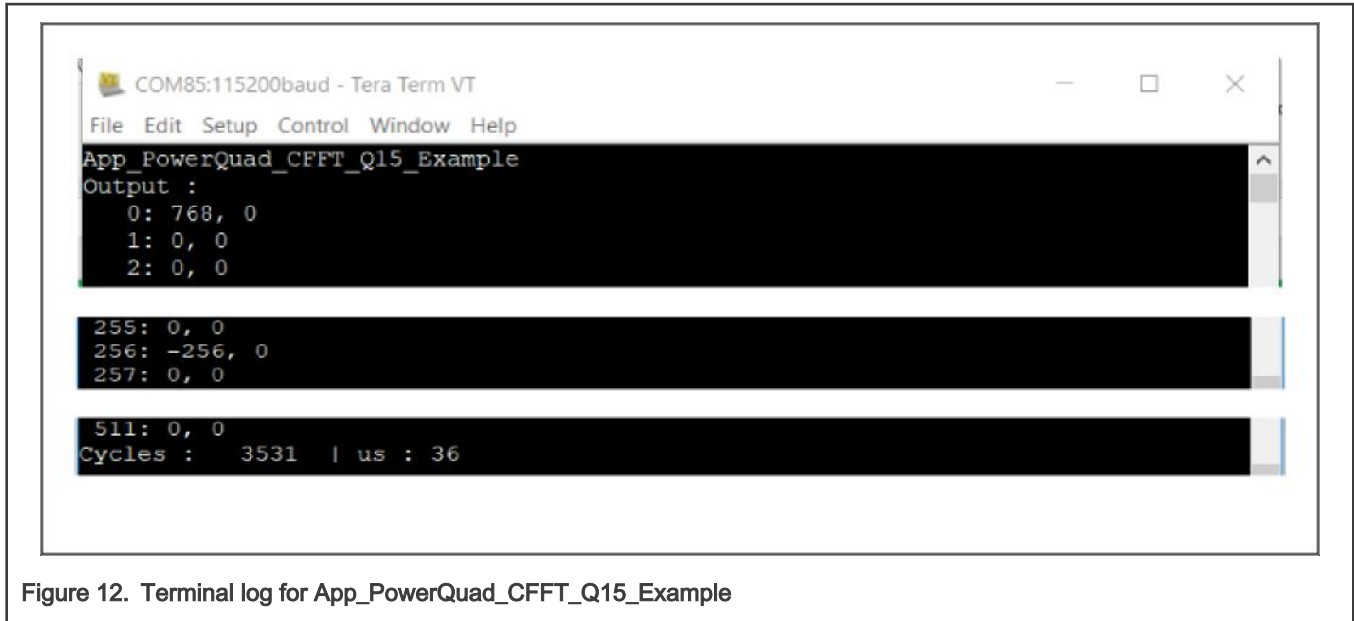 COM85:115200baud - Tera Term VT
File Edit Setup Control Window Help
App_PowerQuad_CFFT_Q15_Example
Output :
0: 768, 0
1: 0, 0
2: 0, 0
255: 0, 0
256: -256, 0
257: 0, 0
511: 0, 0
Cycles : 3531 | us : 36
Figure 12. Terminal log for App_PowerQuad_CFFT_Q15_Example